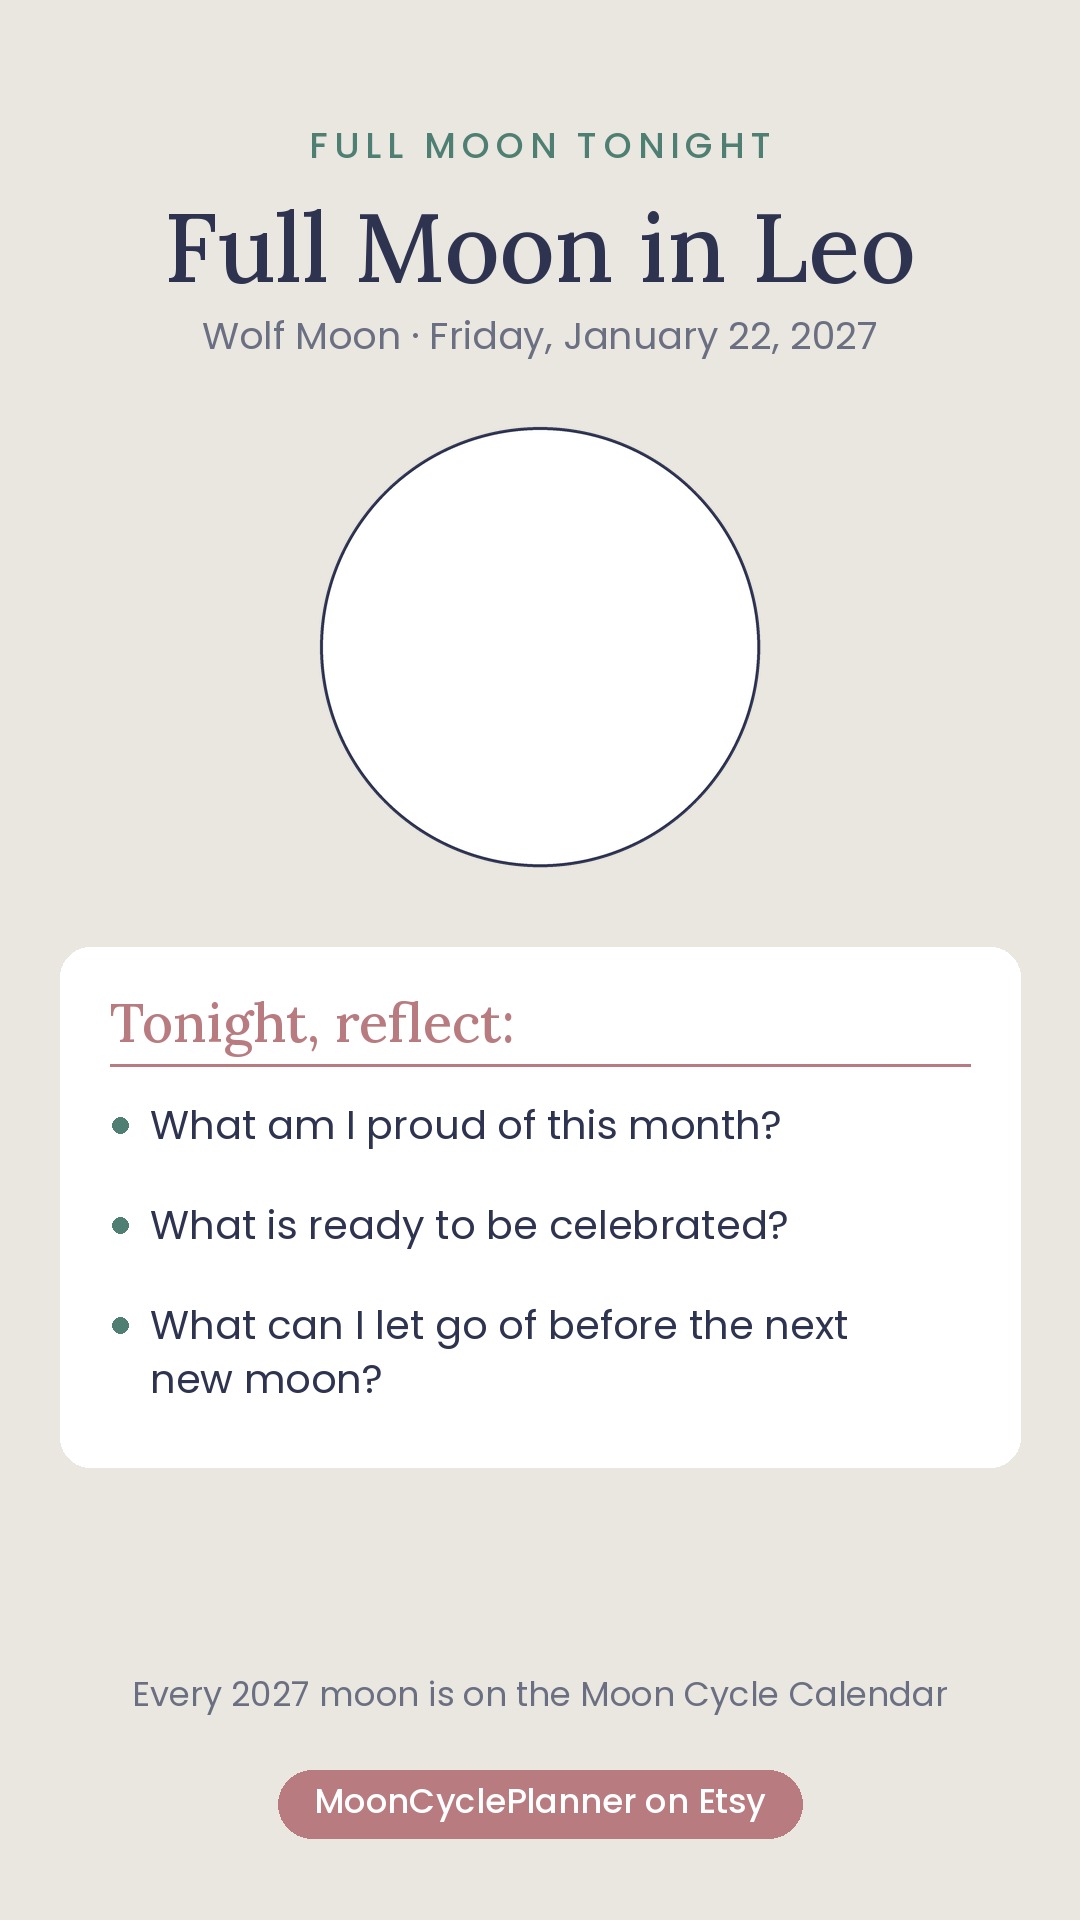 FULL MOON TONIGHT
Full Moon in Leo
Wolf Moon · Friday, January 22, 2027
Tonight, reflect:
What am I proud of this month?
What is ready to be celebrated?
What can I let go of before the next
new moon?
Every 2027 moon is on the Moon Cycle Calendar
MoonCyclePlanner on Etsy